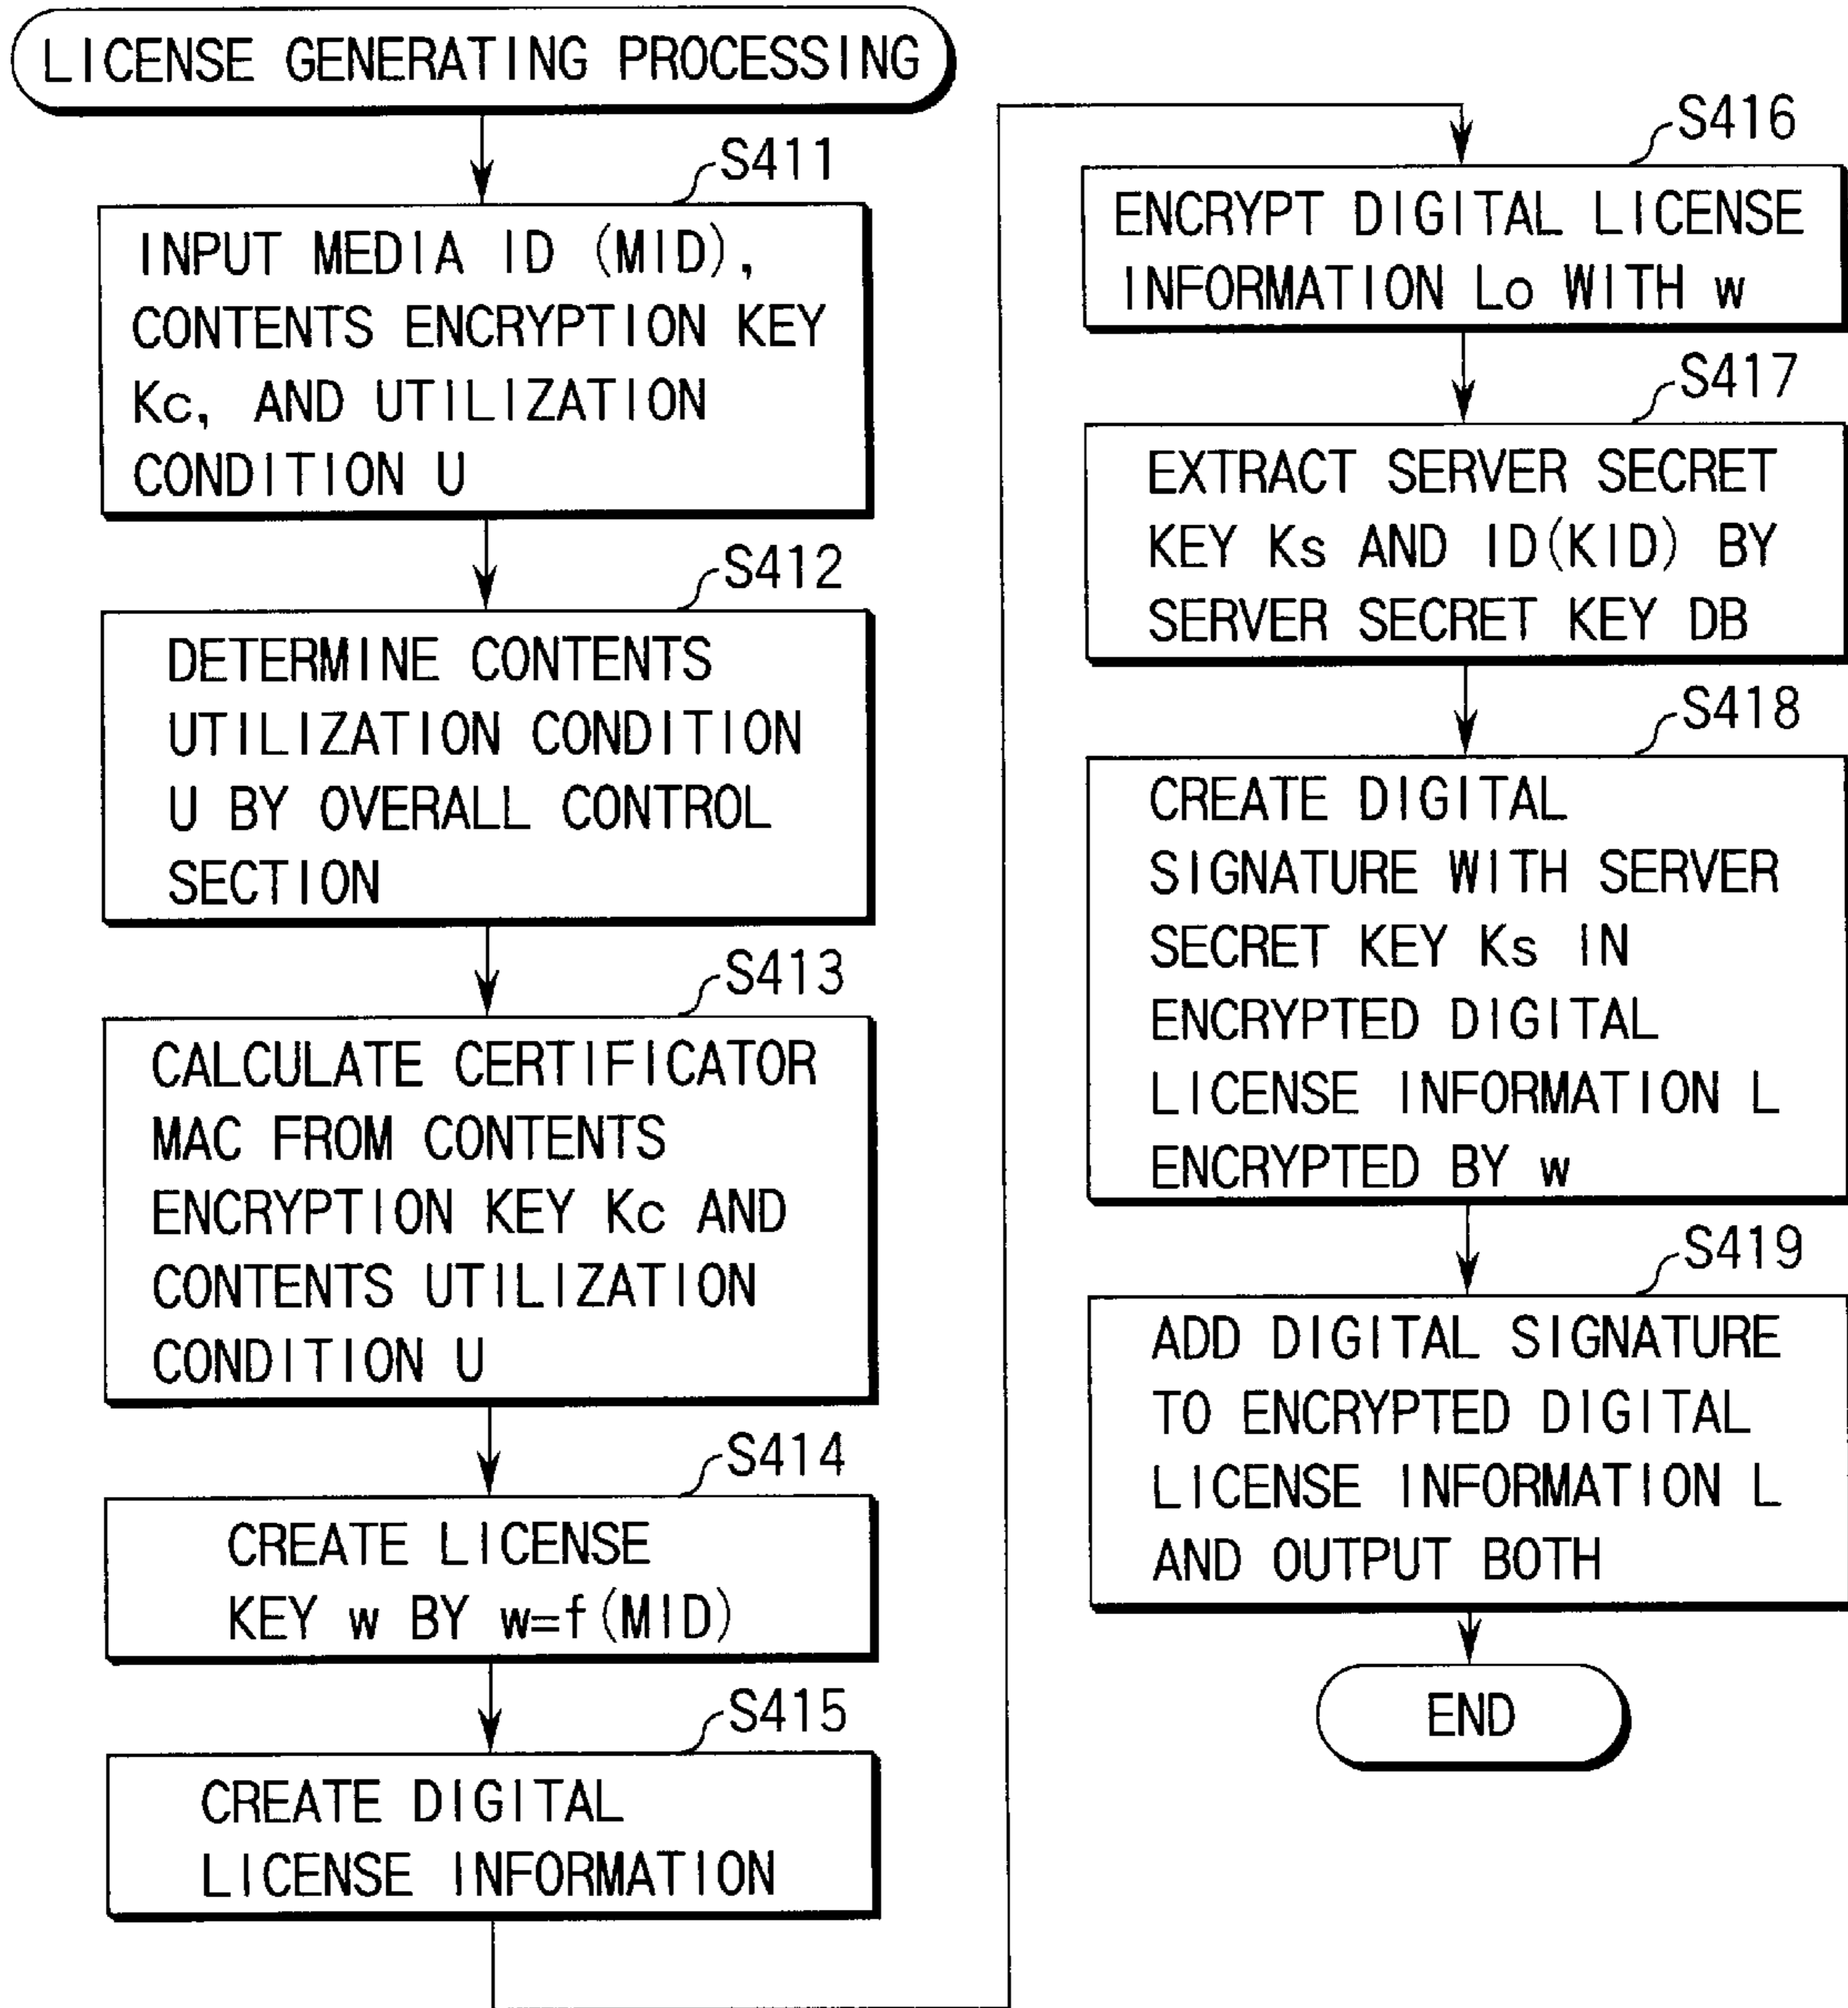 LICENSE GENERATING PROCESSING
S411
INPUT MEDIA ID (MID),
CONTENTS ENCRYPTION KEY
Kc, AND UTILIZATION
CONDITION U
S412
DETERMINE CONTENTS
UTILIZATION CONDITION
U BY OVERALL CONTROL
SECTION
S413
CALCULATE CERTIFICATOR
MAC FROM CONTENTS
ENCRYPTION KEY Kc AND
CONTENTS UTILIZATION
CONDITION U
S414
CREATE LICENSE
KEY w BY w=f(MID)
S415
CREATE DIGITAL
LICENSE INFORMATION
S416
ENCRYPT DIGITAL LICENSE
INFORMATION Lo WITH w
S417
EXTRACT SERVER SECRET
KEY Ks AND ID(KID) BY
SERVER SECRET KEY DB
S418
CREATE DIGITAL
SIGNATURE WITH SERVER
SECRET KEY Ks IN
ENCRYPTED DIGITAL
LICENSE INFORMATION L
ENCRYPTED BY w
S419
ADD DIGITAL SIGNATURE
TO ENCRYPTED DIGITAL
LICENSE INFORMATION L
AND OUTPUT BOTH
END